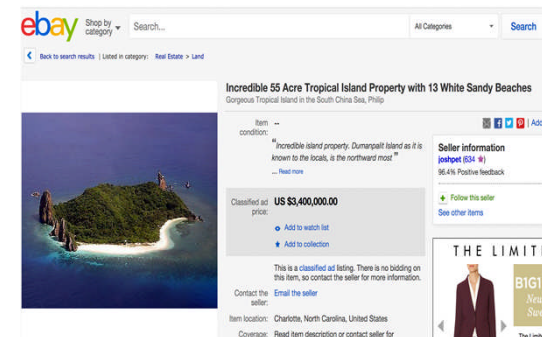 ebay
Shop by category
Search...
All Categories
Search
Back to search results | Listed in category: Real Estate > Land
Incredible 55 Acre Tropical Island Property with 13 White Sandy Beaches
Gorgeous Tropical Island in the South China Sea, Philip
Item condition: --
"Incredible island property. Dumanpalit Island as it is
known to the locals, is the northward most"
... Read more
Classified ad price: US $3,400,000.00
Add to watch list
Add to collection
This is a classified ad listing. There is no bidding on
this item, so contact the seller for more information.
Contact the seller: Email the seller
Item location: Charlotte, North Carolina, United States
Coverage: Read item description or contact seller for
| Add
Seller information
joshpet (634)
96.4% Positive feedback
Follow this seller
See other items
THE LIMIT
B1G1
New
Swe
The Limit